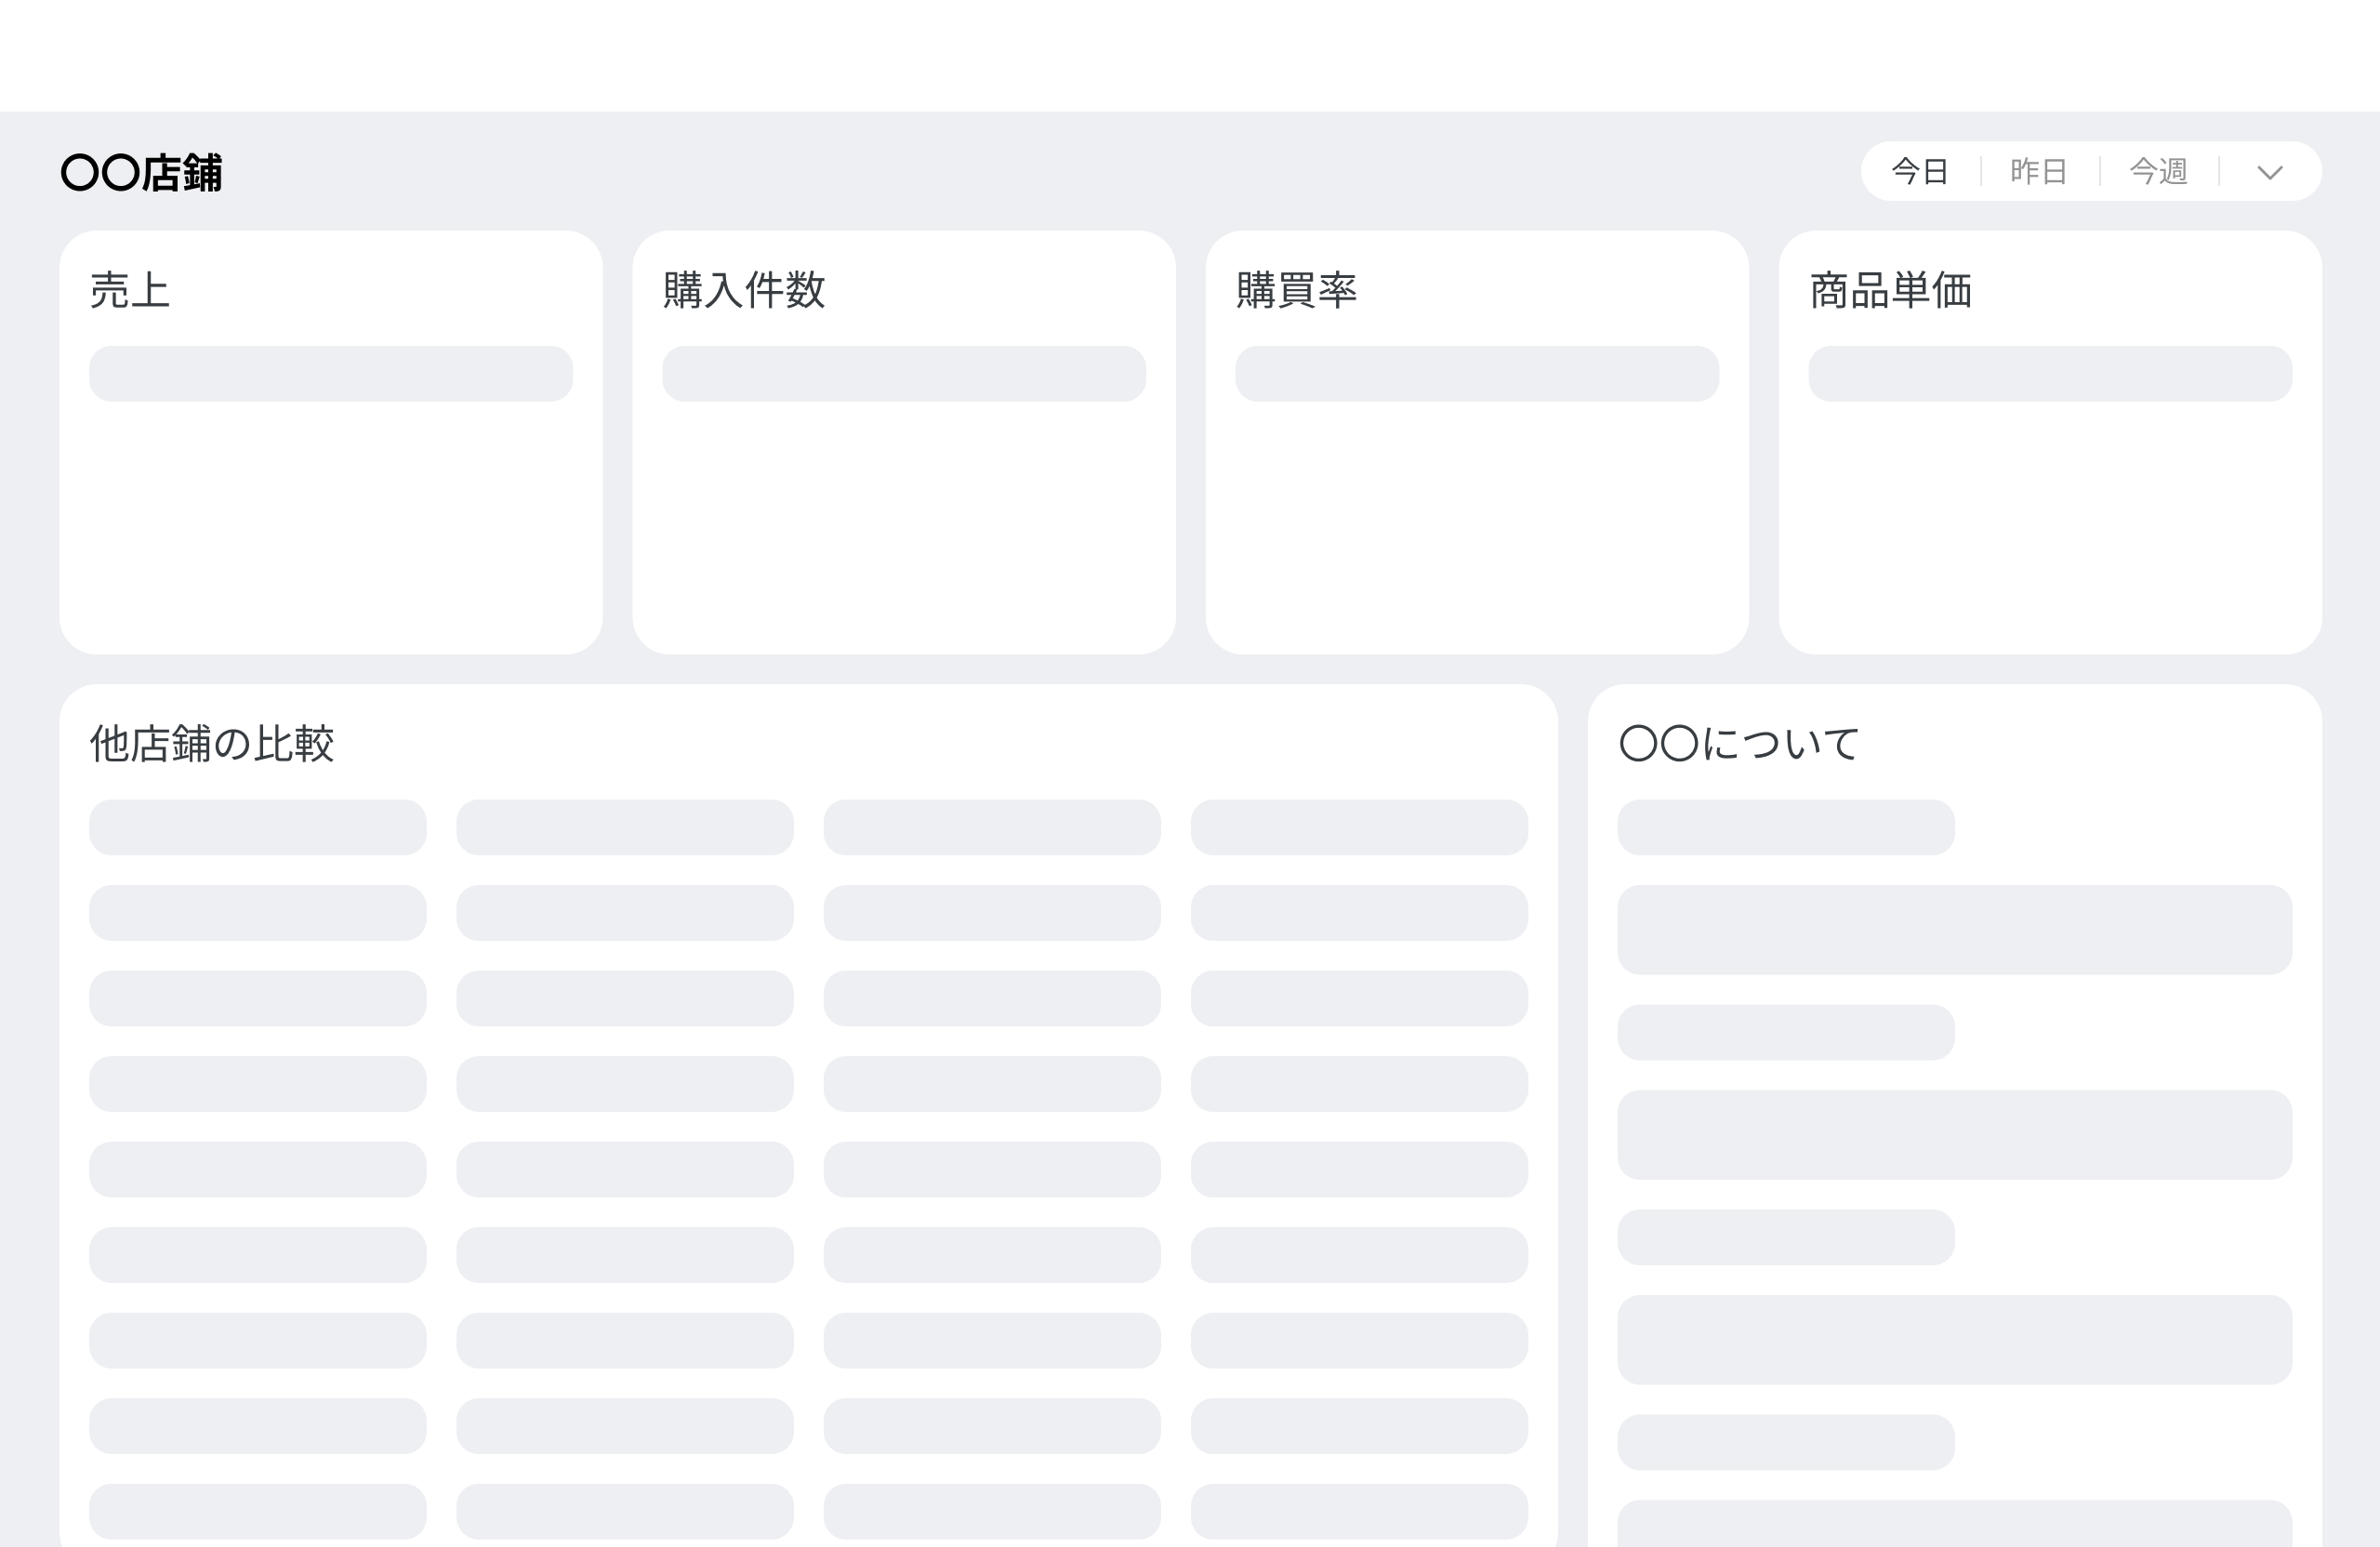 〇〇店舗
今日 昨日 今週
売上
購入件数
購買率
商品単価
他店舗の比較
〇〇について